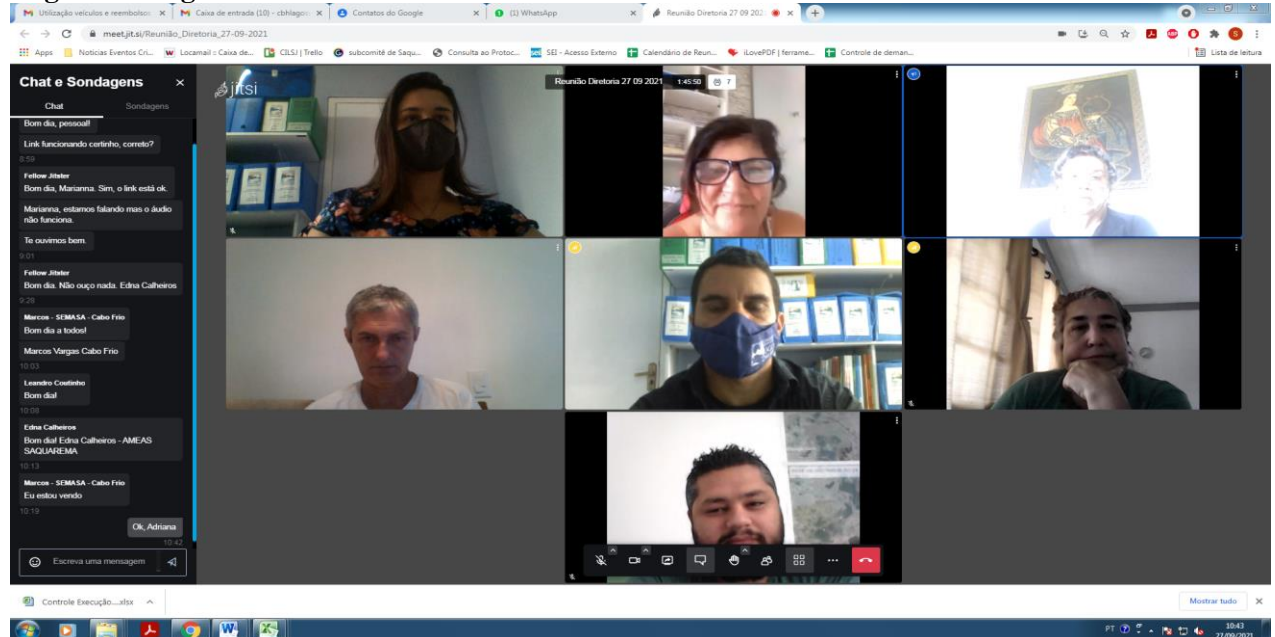 Utilização veículos e reembolso
Caixa de entrada (10) - cbhlagos
Contatos do Google
(1) WhatsApp
Reunião Diretoria 27 09 202
meet.jit.si/Reunião_Diretoria_27-09-2021
Apps
Noticias Eventos Cri...
Locamail :: Caixa de...
CILSJ | Trello
subcomitê de Saqu...
Consulta ao Protoc...
SEI - Acesso Externo
Calendário de Reun...
iLovePDF | ferrame...
Controle de deman...
Lista de leitura
Chat e Sondagens
Chat
Sondagens
Bom dia, pessoal!
Link funcionando certinho, correto?
8:59
Fellow Jitster
Bom dia, Marianna. Sim, o link está ok.
Marianna, estamos falando mas o áudio
não funciona.
Te ouvimos bem.
9:01
Fellow Jitster
Bom dia. Não ouço nada. Edna Calheiros
9:28
Marcos - SEMASA - Cabo Frio
Bom dia a todos!
Marcos Vargas Cabo Frio
10:03
Leandro Coutinho
Bom dia!
10:08
Edna Calheiros
Bom dia! Edna Calheiros - AMEAS
SAQUAREMA
10:13
Marcos - SEMASA - Cabo Frio
Eu estou vendo
10:19
Ok, Adriana
10:42
Escreva uma mensagem
jitsi
Reunião Diretoria 27 09 2021
1:45:50
7
Controle Execução....xlsx
Mostrar tudo
PT
10:43
27/09/2021